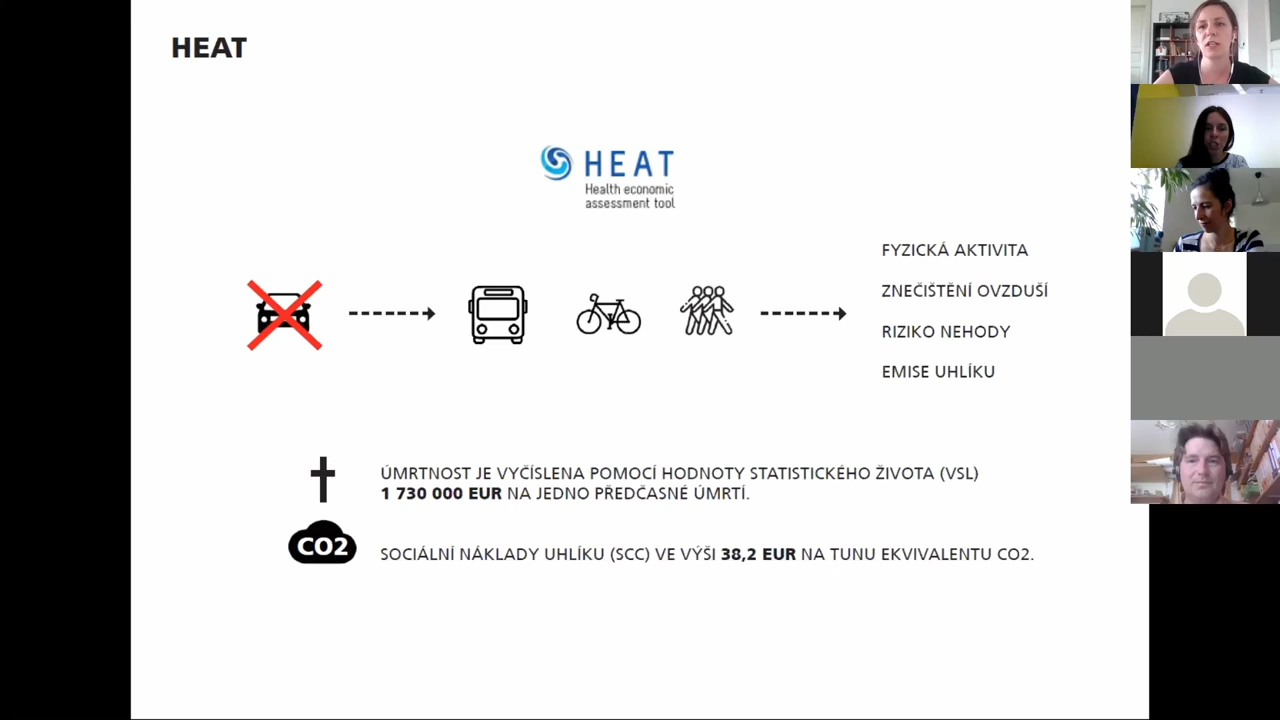 HEAT
HEAT
Health economic
assessment tool
FYZICKÁ AKTIVITA
ZNEČIŠTĚNÍ OVZDUŠÍ
RIZIKO NEHODY
EMISE UHLÍKU
ÚMRTNOST JE VYČÍSLENA POMOCÍ HODNOTY STATISTICKÉHO ŽIVOTA (VSL)
1 730 000 EUR NA JEDNO PŘEDČASNÉ ÚMRTÍ.
CO2
SOCIÁLNÍ NÁKLADY UHLÍKU (SCC) VE VÝŠI 38,2 EUR NA TUNU EKVIVALENTU CO2.